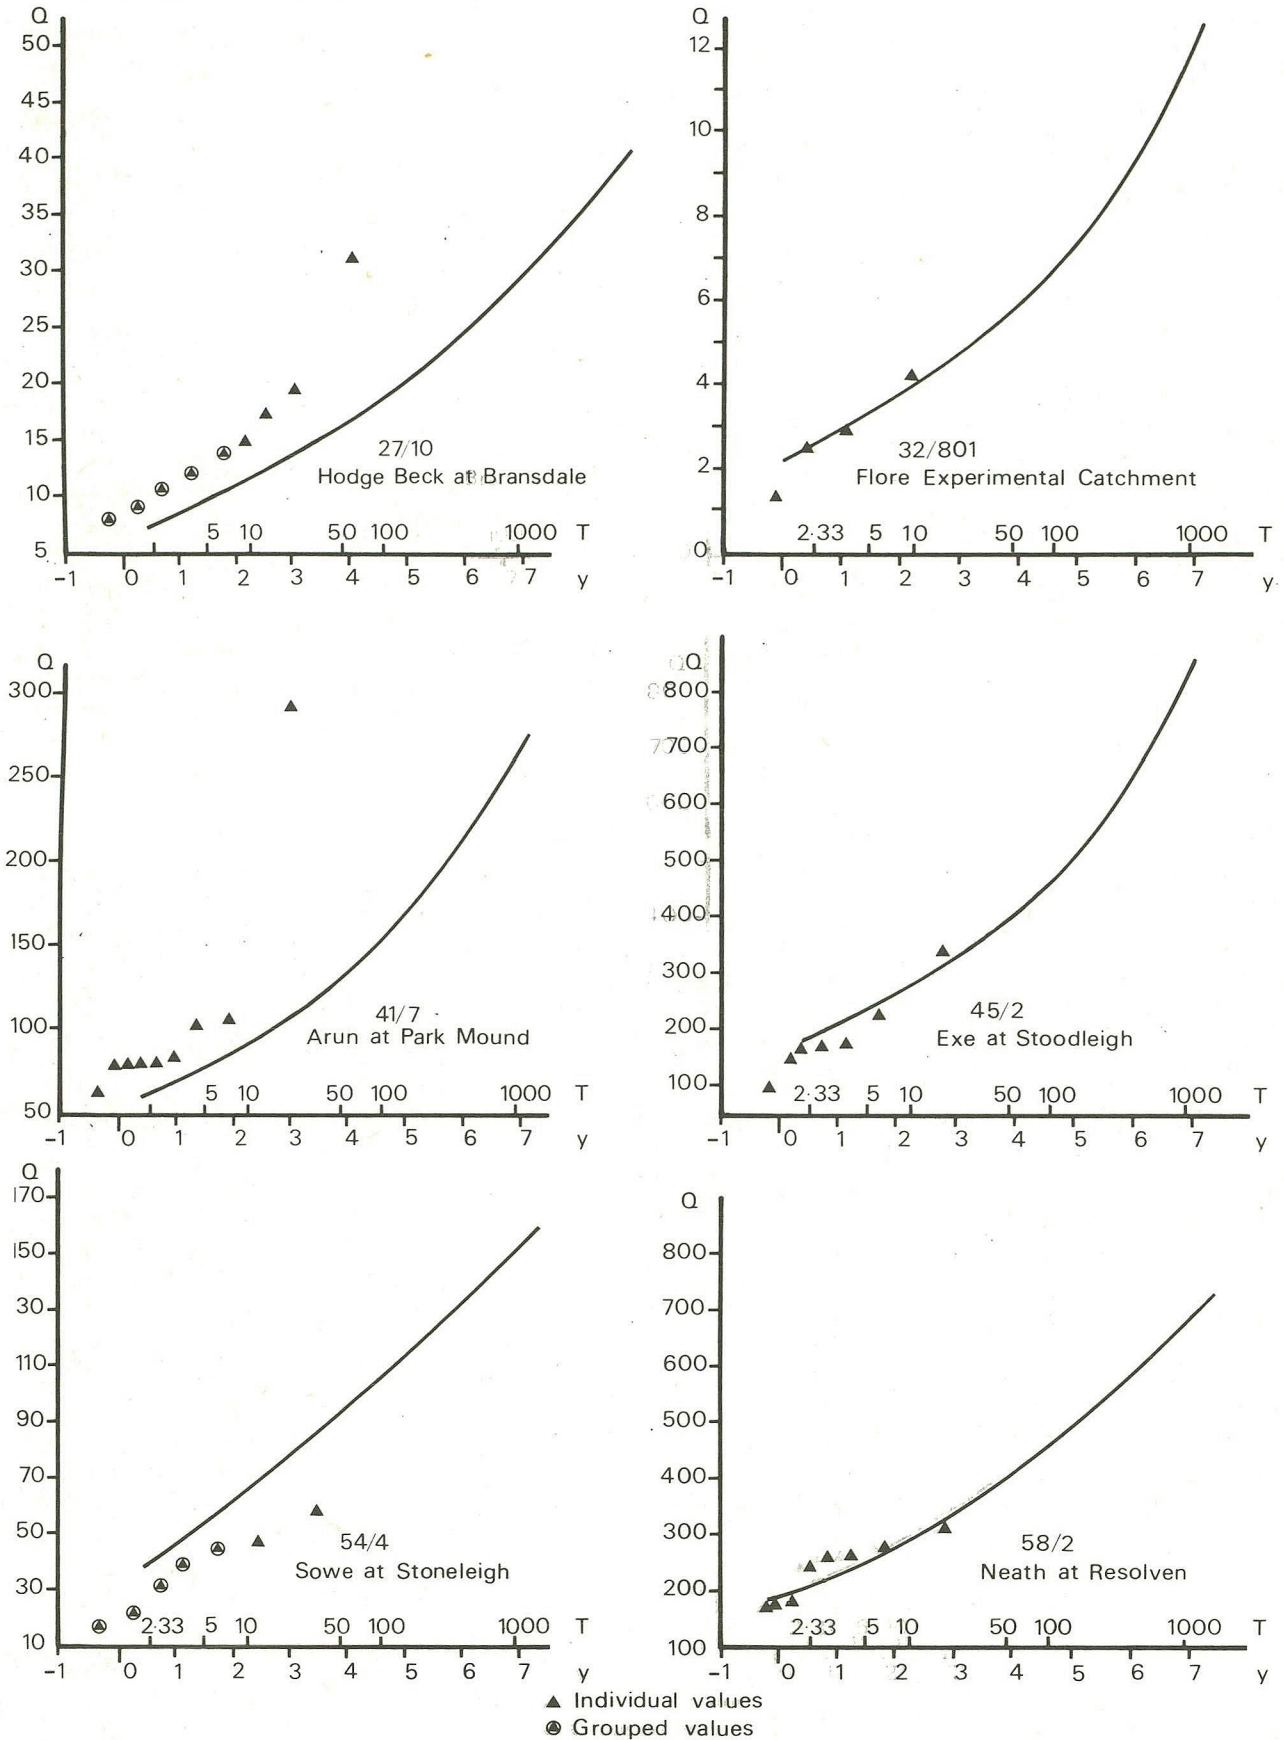 Q
50
45
40
35
30
25
20
15
10
5
27/10
Hodge Beck at Bransdale
5 10 50 100 1000 T
-1 0 1 2 3 4 5 6 7 y
Q
12
10
8
6
4
2
0
32/801
Flore Experimental Catchment
2·33 5 10 50 100 1000 T
-1 0 1 2 3 4 5 6 7 y
Q
300
250
200
150
100
50
41/7
Arun at Park Mound
5 10 50 100 1000 T
-1 0 1 2 3 4 5 6 7 y
Q
800
700
600
500
400
300
200
100
45/2
Exe at Stoodleigh
2·33 5 10 50 100 1000 T
-1 0 1 2 3 4 5 6 7 y
Q
170
150
30
110
90
70
50
30
10
54/4
Sowe at Stoneleigh
2·33 5 10 50 100 1000 T
-1 0 1 2 3 4 5 6 7 y
Q
800
700
600
500
400
300
200
100
58/2
Neath at Resolven
2·33 5 10 50 100 1000 T
-1 0 1 2 3 4 5 6 7 y
Individual values
Grouped values